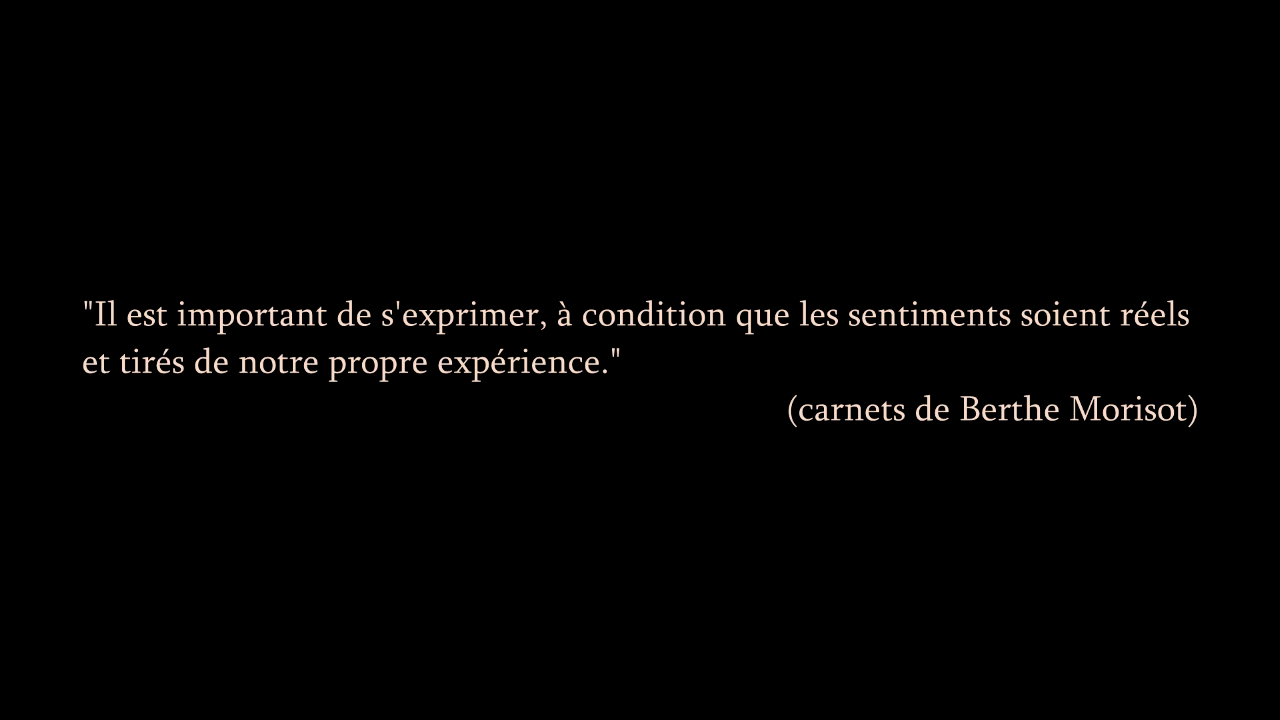 "Il est important de s'exprimer, à condition que les sentiments soient réels
et tirés de notre propre expérience."
(carnets de Berthe Morisot)